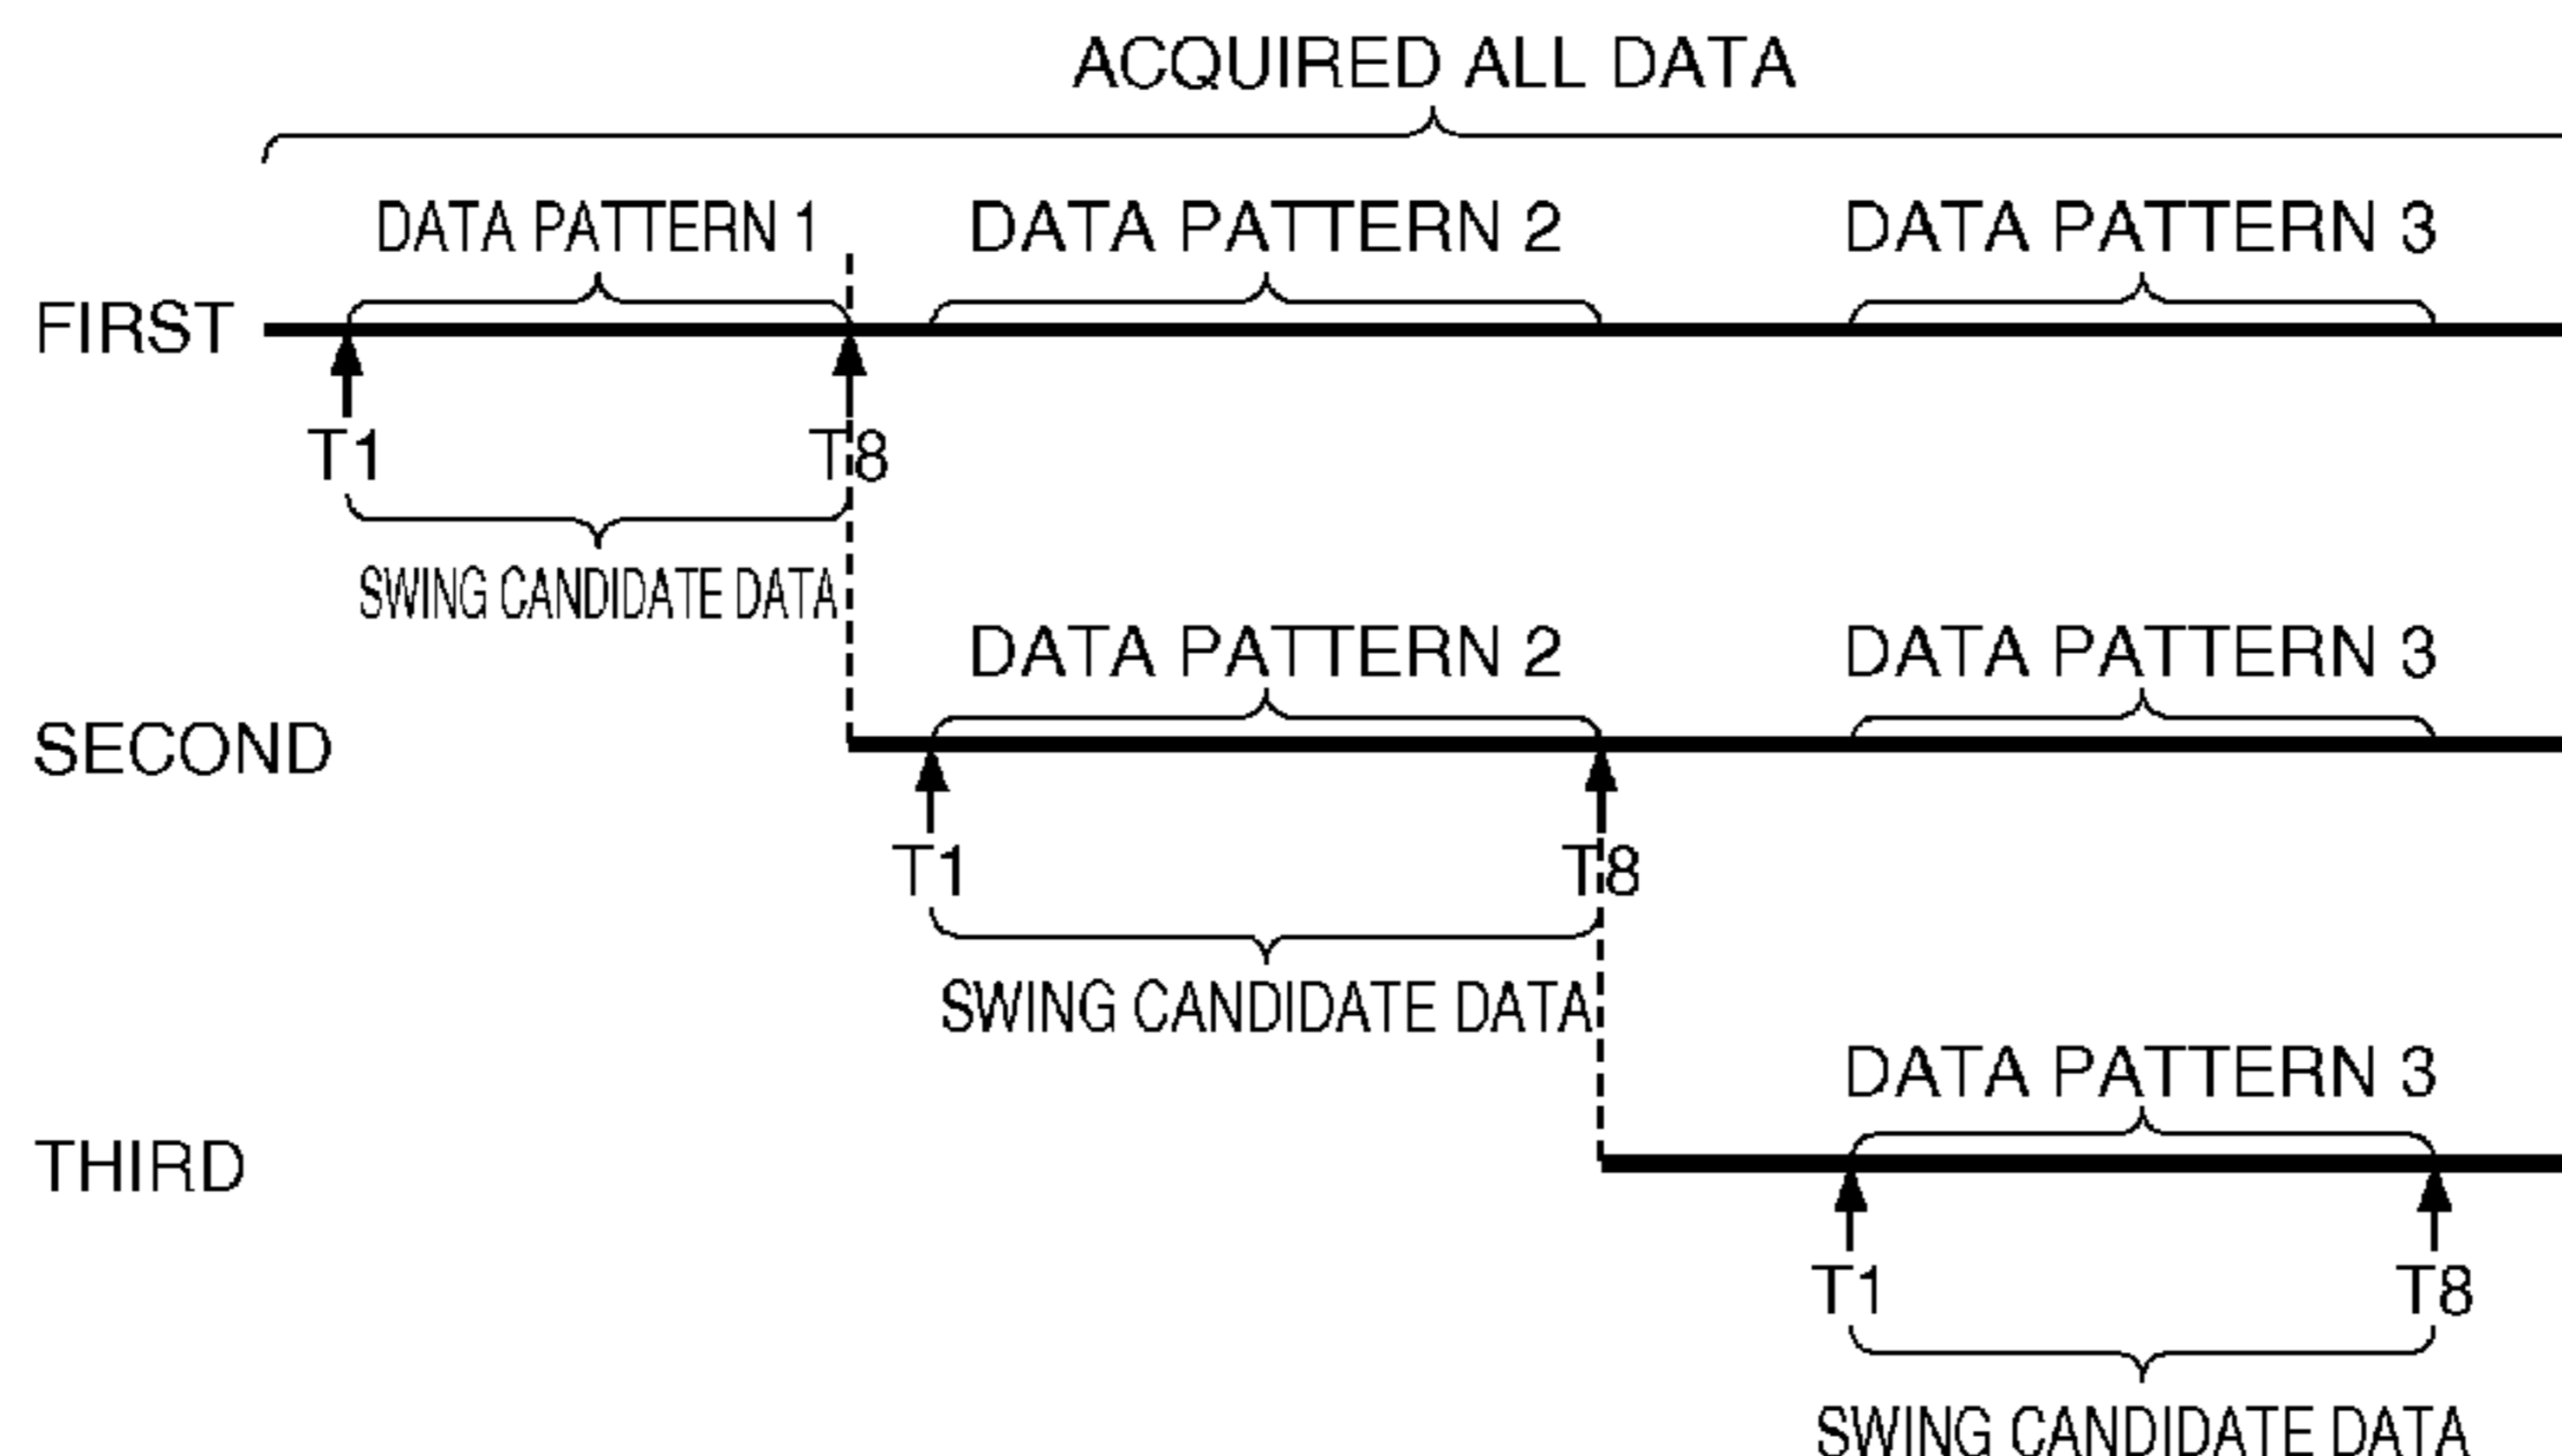 ACQUIRED ALL DATA
DATA PATTERN 1 DATA PATTERN 2 DATA PATTERN 3
FIRST
T1 T8
SWING CANDIDATE DATA
DATA PATTERN 2 DATA PATTERN 3
SECOND
T1 T8
SWING CANDIDATE DATA
DATA PATTERN 3
THIRD
T1 T8
SWING CANDIDATE DATA